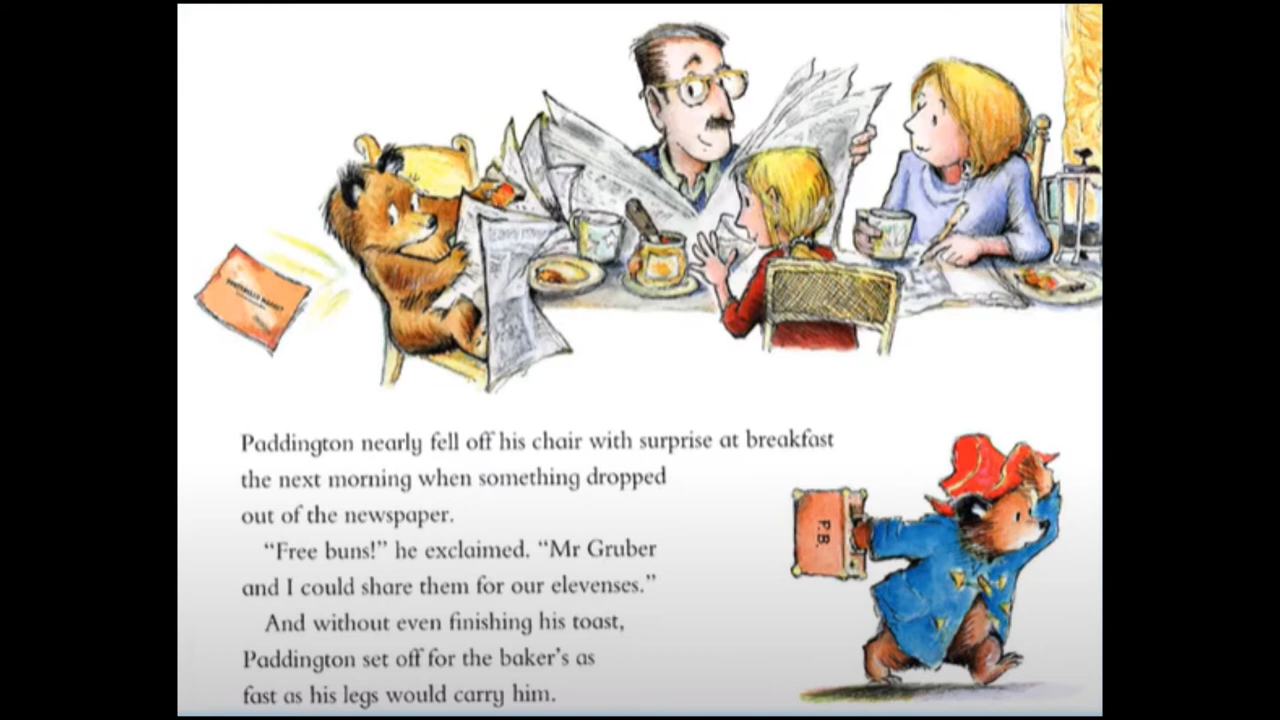 Paddington nearly fell off his chair with surprise at breakfast
the next morning when something dropped
out of the newspaper.
“Free buns!” he exclaimed. “Mr Gruber
and I could share them for our elevenses.”
And without even finishing his toast,
Paddington set off for the baker’s as
fast as his legs would carry him.
P.B.